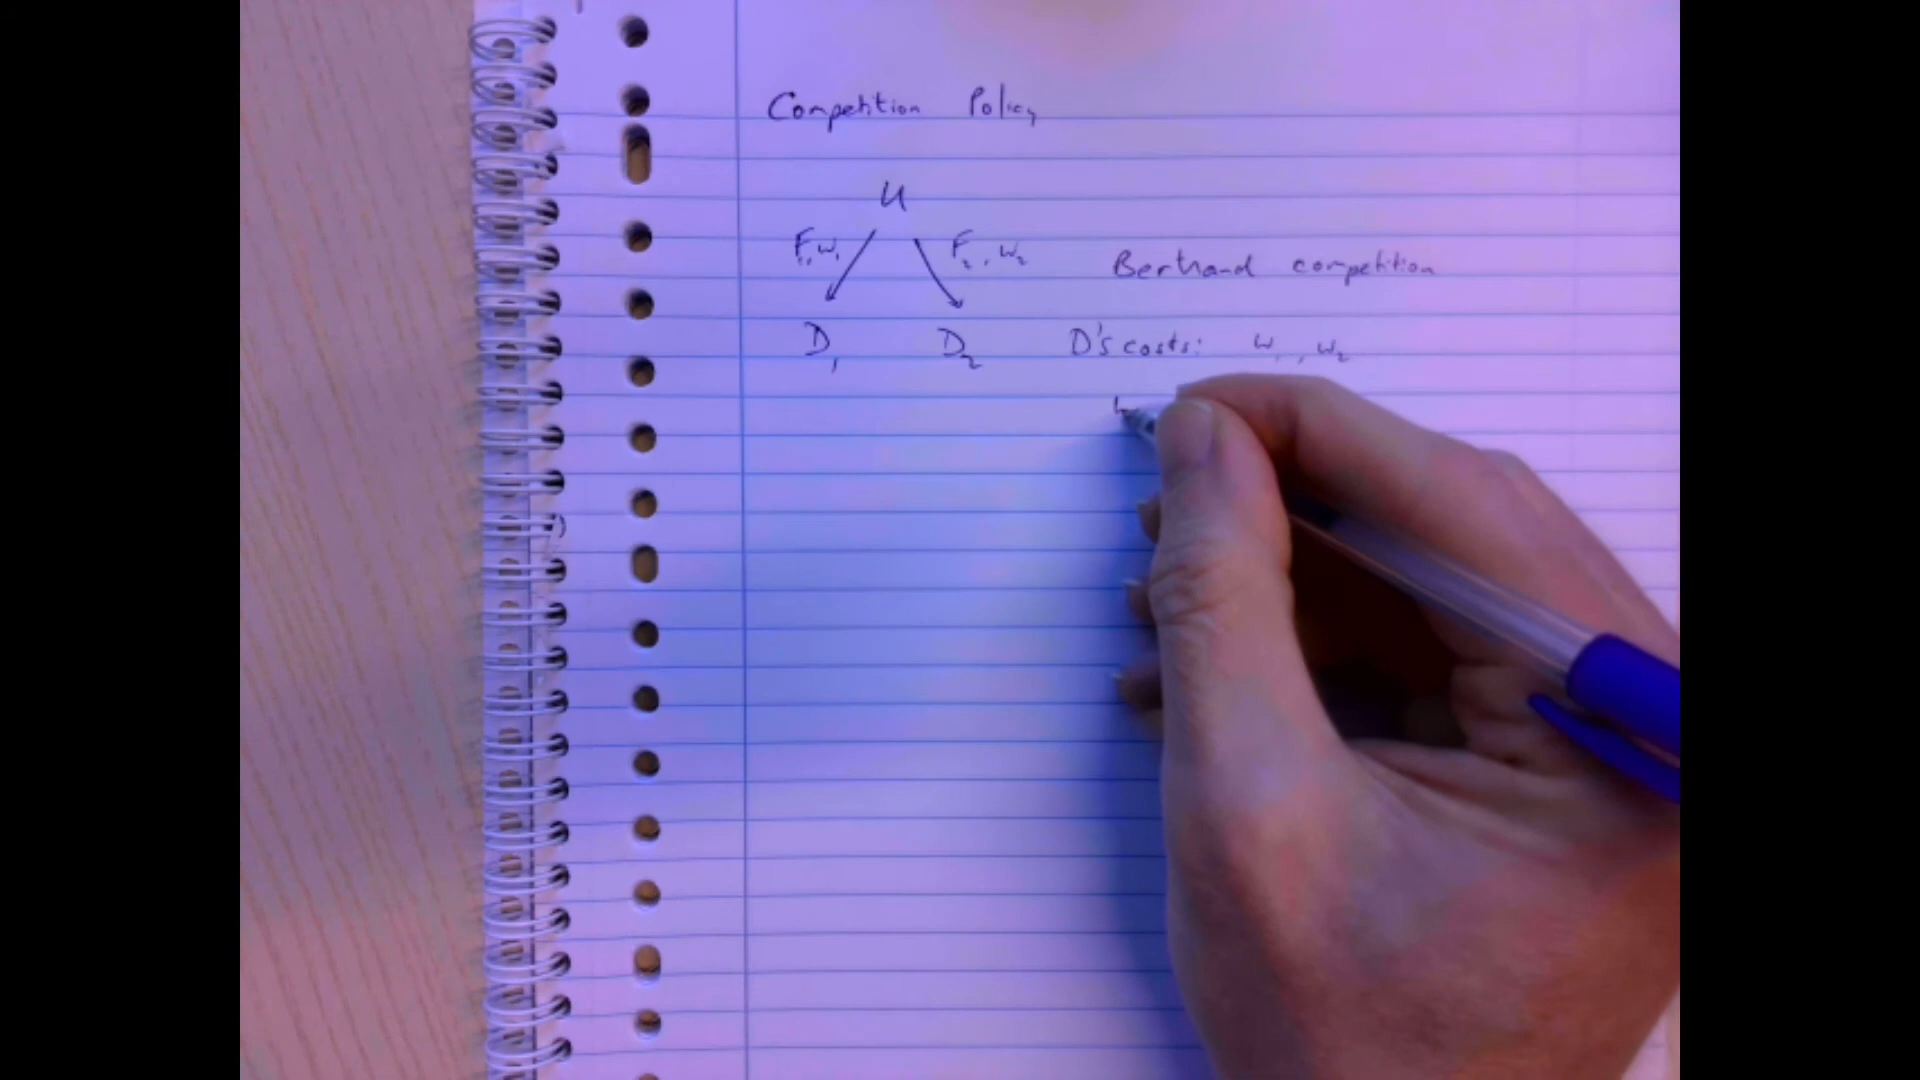 Competition Policy
U
F₁, w₁ F₂, w₂
Bertrand competition
D₁ D₂ D's costs: w₁, w₂